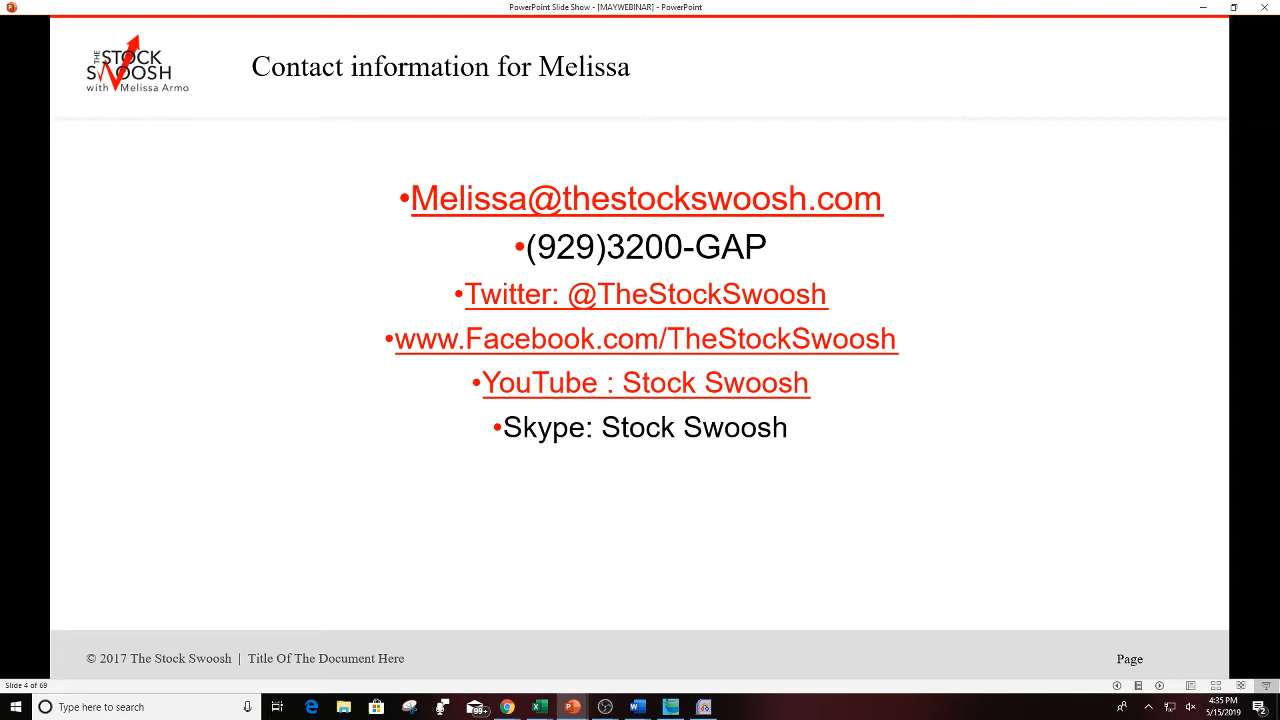 PowerPoint Slide Show - [MAYWEBINAR] - PowerPoint
THE STOCK
SWOOSH
with Melissa Armo
Contact information for Melissa
•Melissa@thestockswoosh.com
•(929)3200-GAP
•Twitter: @TheStockSwoosh
•www.Facebook.com/TheStockSwoosh
•YouTube : Stock Swoosh
•Skype: Stock Swoosh
© 2017 The Stock Swoosh | Title Of The Document Here
Page
Slide 4 of 69
Type here to search
99+
4:35 PM
5/15/2019
2